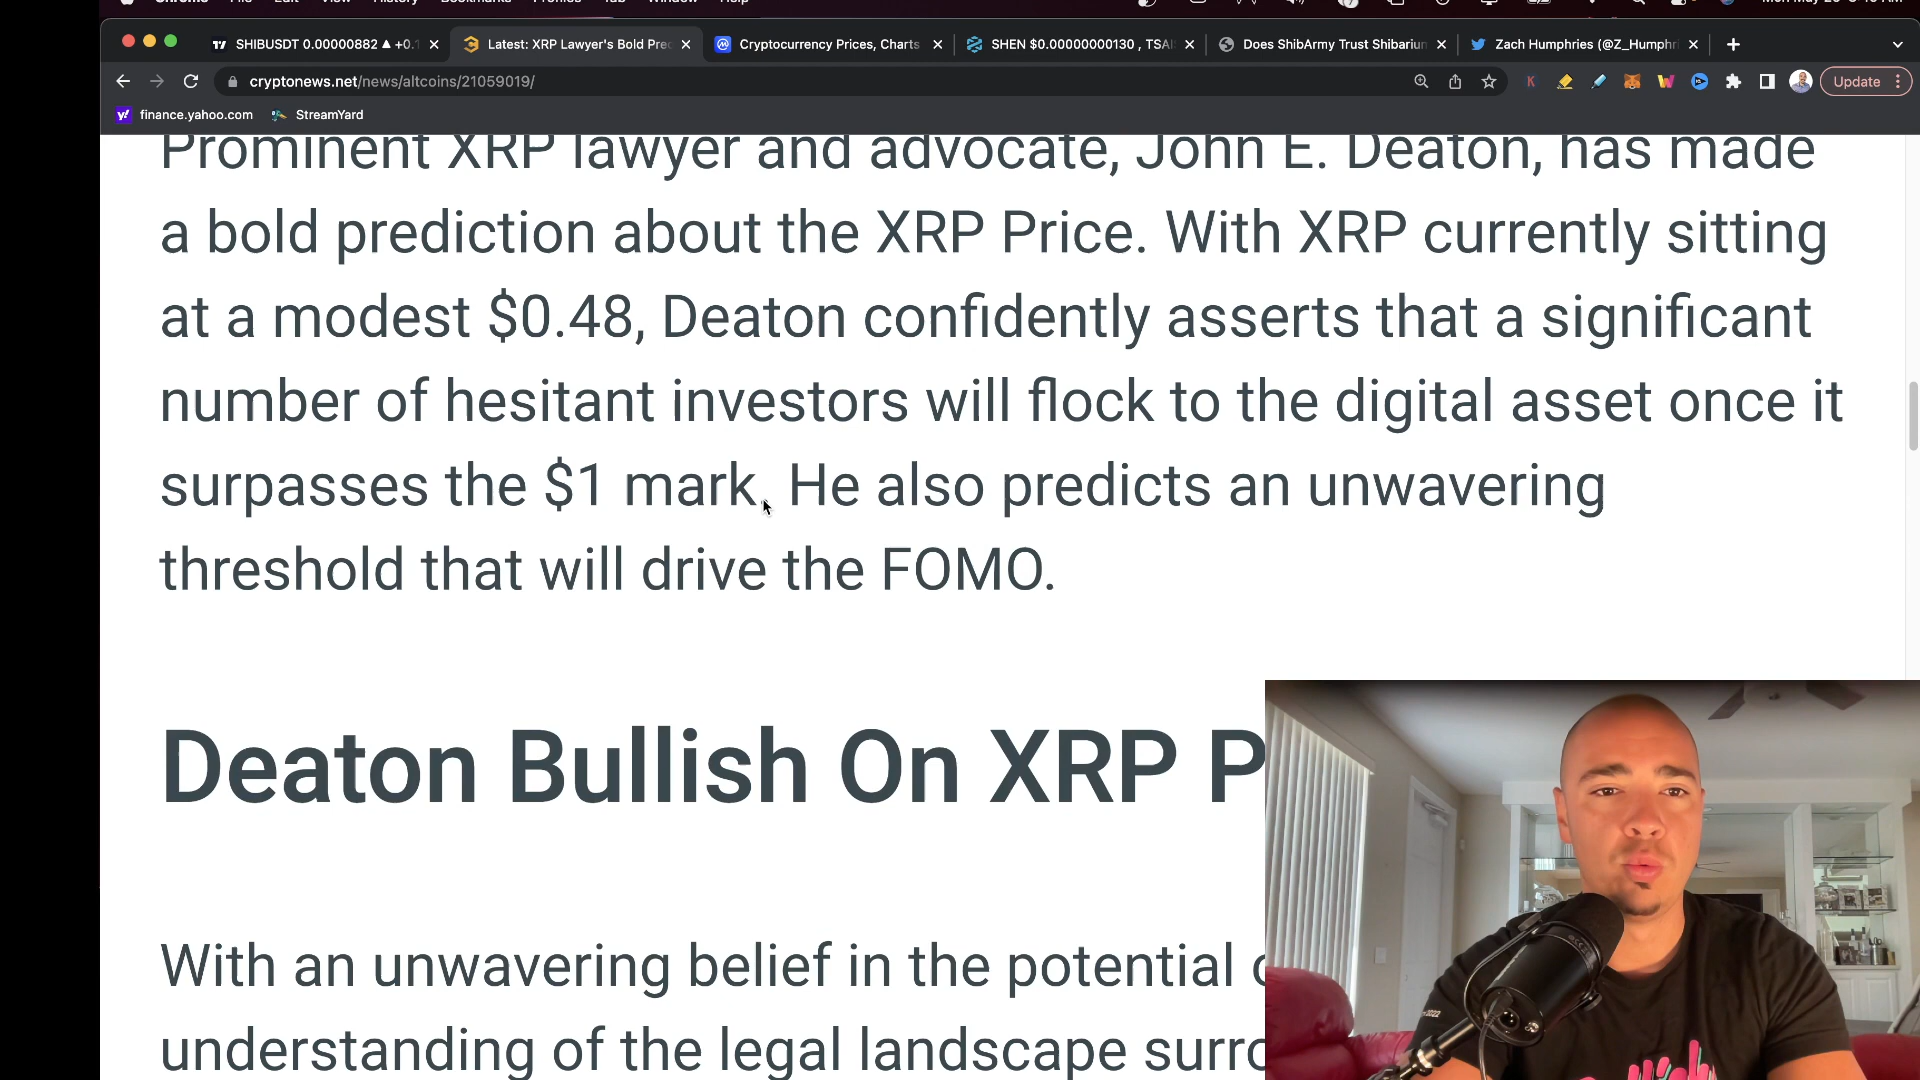 SHIBUSDT 0.00000882 ▲ +0.1
Latest: XRP Lawyer's Bold Pred
Cryptocurrency Prices, Charts
SHEN $0.00000000130 , TSA
Does ShibArmy Trust Shibarium
Zach Humphries (@Z_Humphri
cryptonews.net/news/altcoins/21059019/
Update
finance.yahoo.com
StreamYard
Prominent XRP lawyer and advocate, John E. Deaton, has made
a bold prediction about the XRP Price. With XRP currently sitting
at a modest $0.48, Deaton confidently asserts that a significant
number of hesitant investors will flock to the digital asset once it
surpasses the $1 mark. He also predicts an unwavering
threshold that will drive the FOMO.
Deaton Bullish On XRP P
With an unwavering belief in the potential
understanding of the legal landscape surro